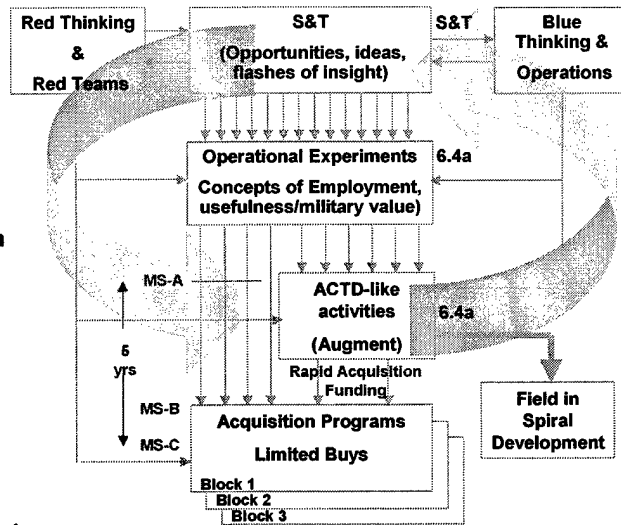 Red Thinking
&
Red Teams
S&T
(Opportunities, ideas,
flashes of insight)
S&T
Blue
Thinking &
Operations
Operational Experiments
Concepts of Employment,
usefulness/military value)
6.4a
MS-A
ACTD-like
activities
(Augment)
6.4a
5
yrs
Rapid Acquisition
Funding
MS-B
MS-C
Acquisition Programs
Limited Buys
Block 1
Block 2
Block 3
Field in
Spiral
Development